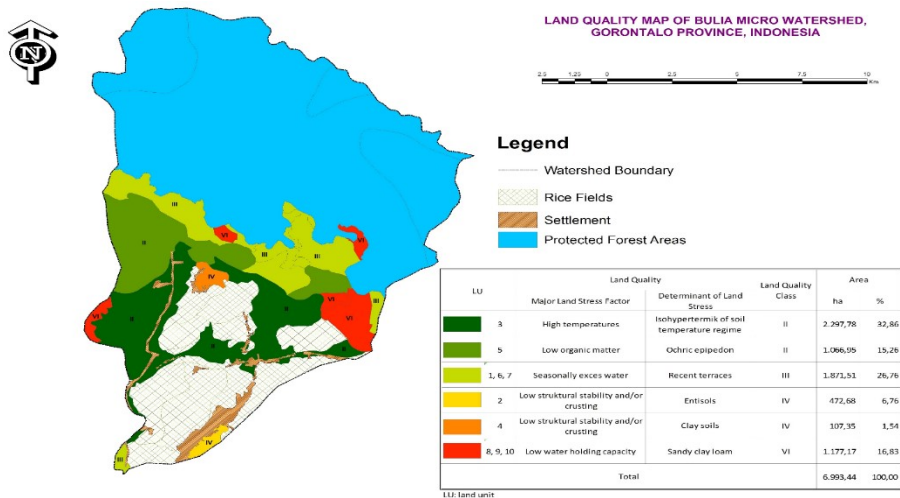 LAND QUALITY MAP OF BULIA MICRO WATERSHED,
GORONTALO PROVINCE, INDONESIA
N
2.5 1.25 0 2.5 5 7.5 10
Km
Legend
Watershed Boundary
Rice Fields
Settlement
Protected Forest Areas
LU
Land Quality
Major Land Stress Factor
Determinant of Land
Stress
Land Quality
Class
Area
ha
%
3 High temperatures
Isohypertermik of soil
temperature regime
II 2.297,78 32,86
5 Low organic matter Ochric epipedon II 1.066,95 15,26
1, 6, 7 Seasonally exces water Recent terraces III 1.871,51 26,76
2
Low struktural stability and/or
crusting
Entisols IV 472,68 6,76
4
Low struktural stability and/or
crusting
Clay soils IV 107,35 1,54
8, 9, 10 Low water holding capacity Sandy clay loam VI 1.177,17 16,83
Total 6.993,44 100,00
LU: land unit
III
VI
VI
II
III
III
IV
VI
III
VI
II
II
VI
II
II
IV
III